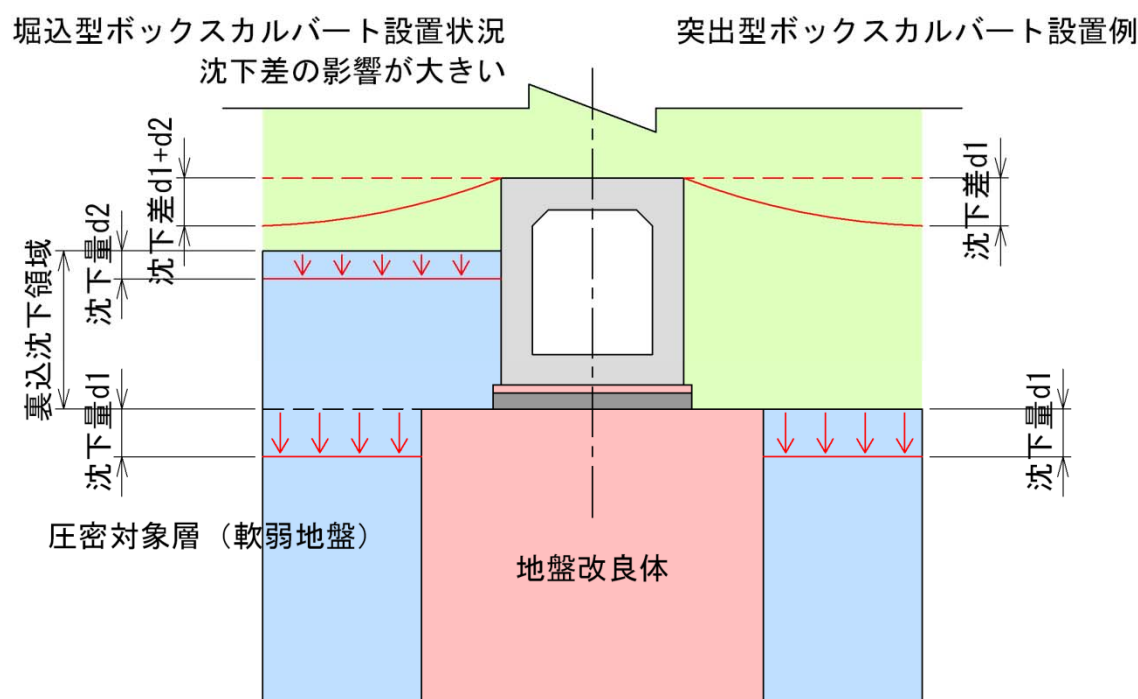 堀込型ボックスカルバート設置状況
沈下差の影響が大きい
突出型ボックスカルバート設置例
沈下差d1+d2
沈下量d2
裏込沈下領域
沈下量d1
沈下差d1
沈下量d1
圧密対象層（軟弱地盤）
地盤改良体